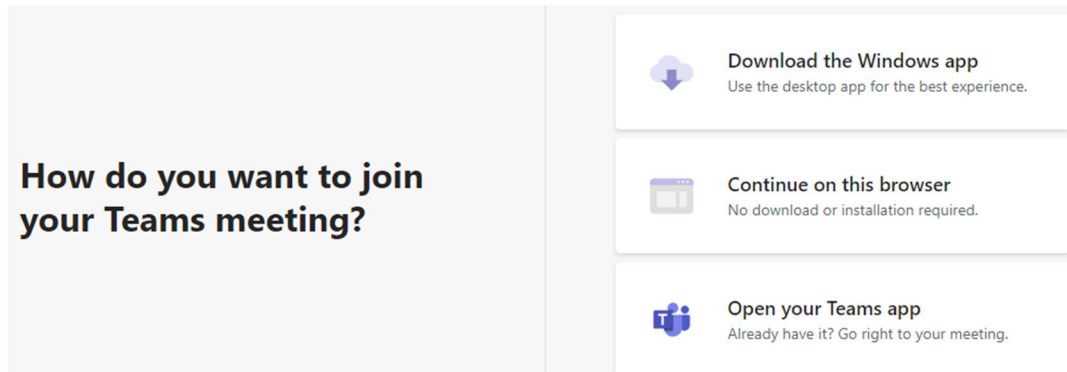 How do you want to join
your Teams meeting?
Download the Windows app
Use the desktop app for the best experience.
Continue on this browser
No download or installation required.
T
Open your Teams app
Already have it? Go right to your meeting.